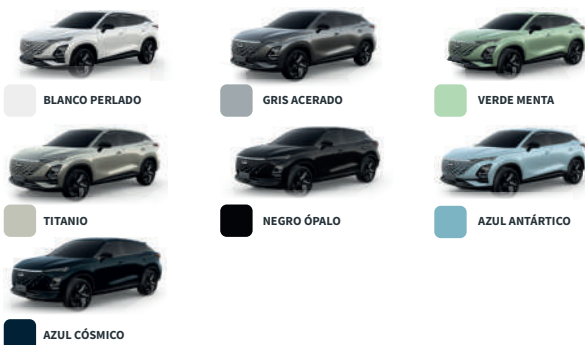 BLANCO PERLADO
GRIS ACERADO
VERDE MENTA
TITANIO
NEGRO ÓPALO
AZUL ANTÁRTICO
AZUL CÓSMICO